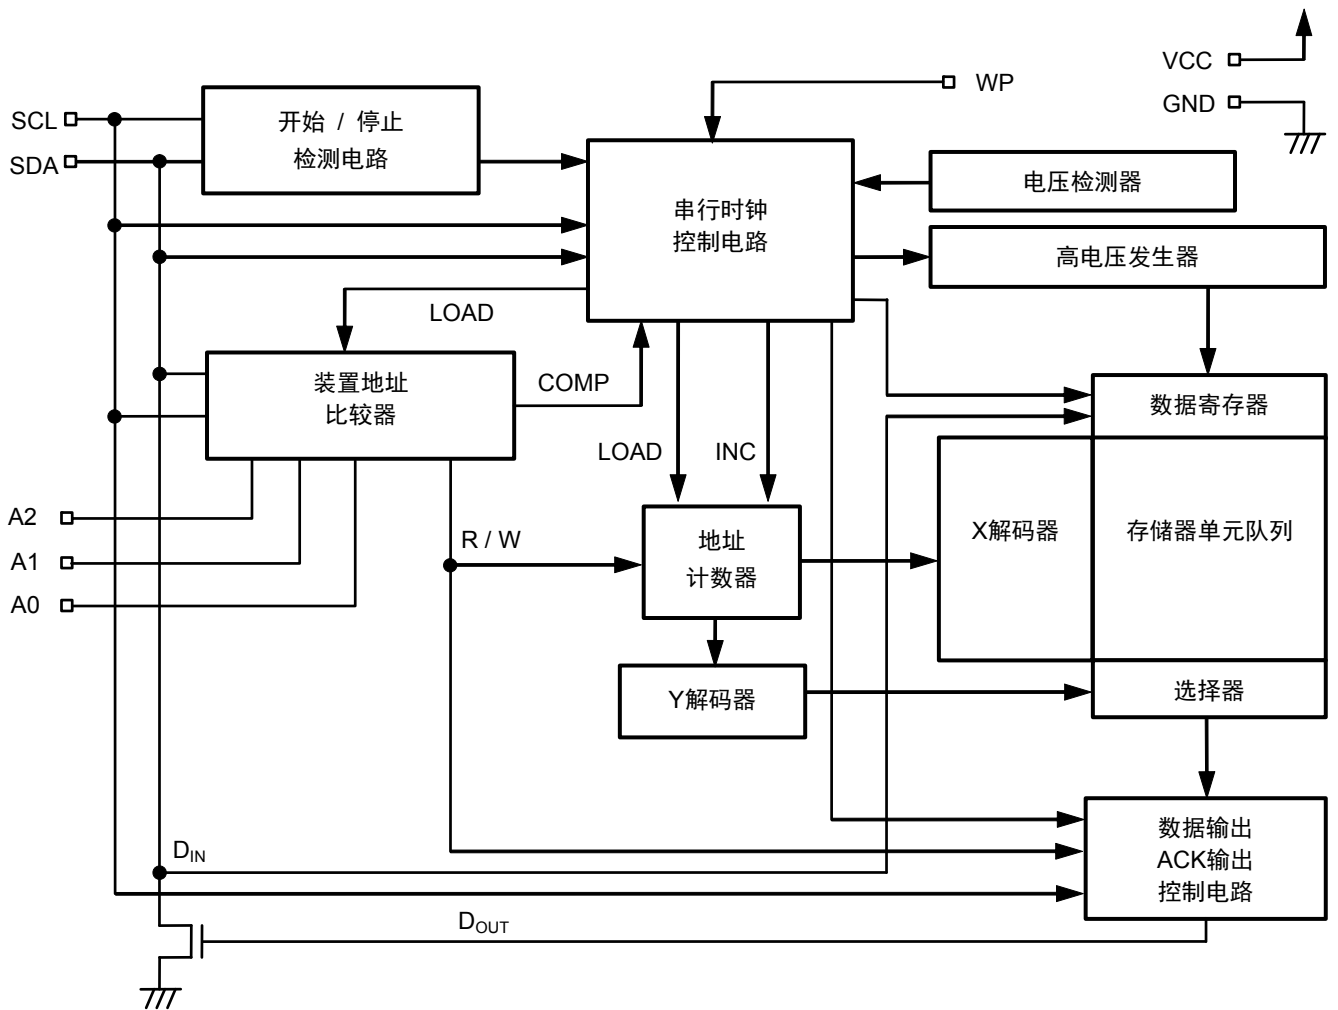 WP
VCC
GND
SCL
SDA
开始 / 停止
检测电路
电压检测器
串行时钟
控制电路
高电压发生器
LOAD
装置地址
比较器
COMP
数据寄存器
LOAD
INC
A2
A1
A0
R / W
地址
计数器
X解码器
存储器单元队列
Y解码器
选择器
DIN
数据输出
ACK输出
控制电路
DOUT